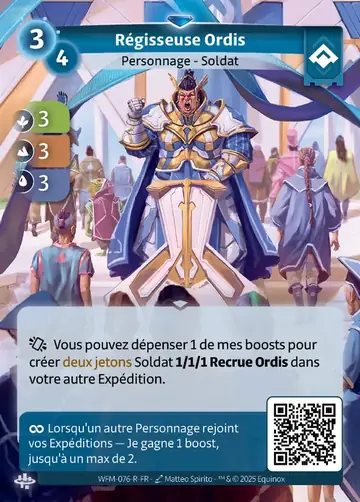 3
4
Régisseuse Ordis
Personnage - Soldat
3
3
3
Vous pouvez dépenser 1 de mes boosts pour
créer deux jetons Soldat 1/1/1 Recrue Ordis dans
votre autre Expédition.
∞ Lorsqu'un autre Personnage rejoint
vos Expéditions — Je gagne 1 boost,
jusqu'à un max de 2.
WFM-076-R-FR - Matteo Spirito - ™ & © 2025 Equinox